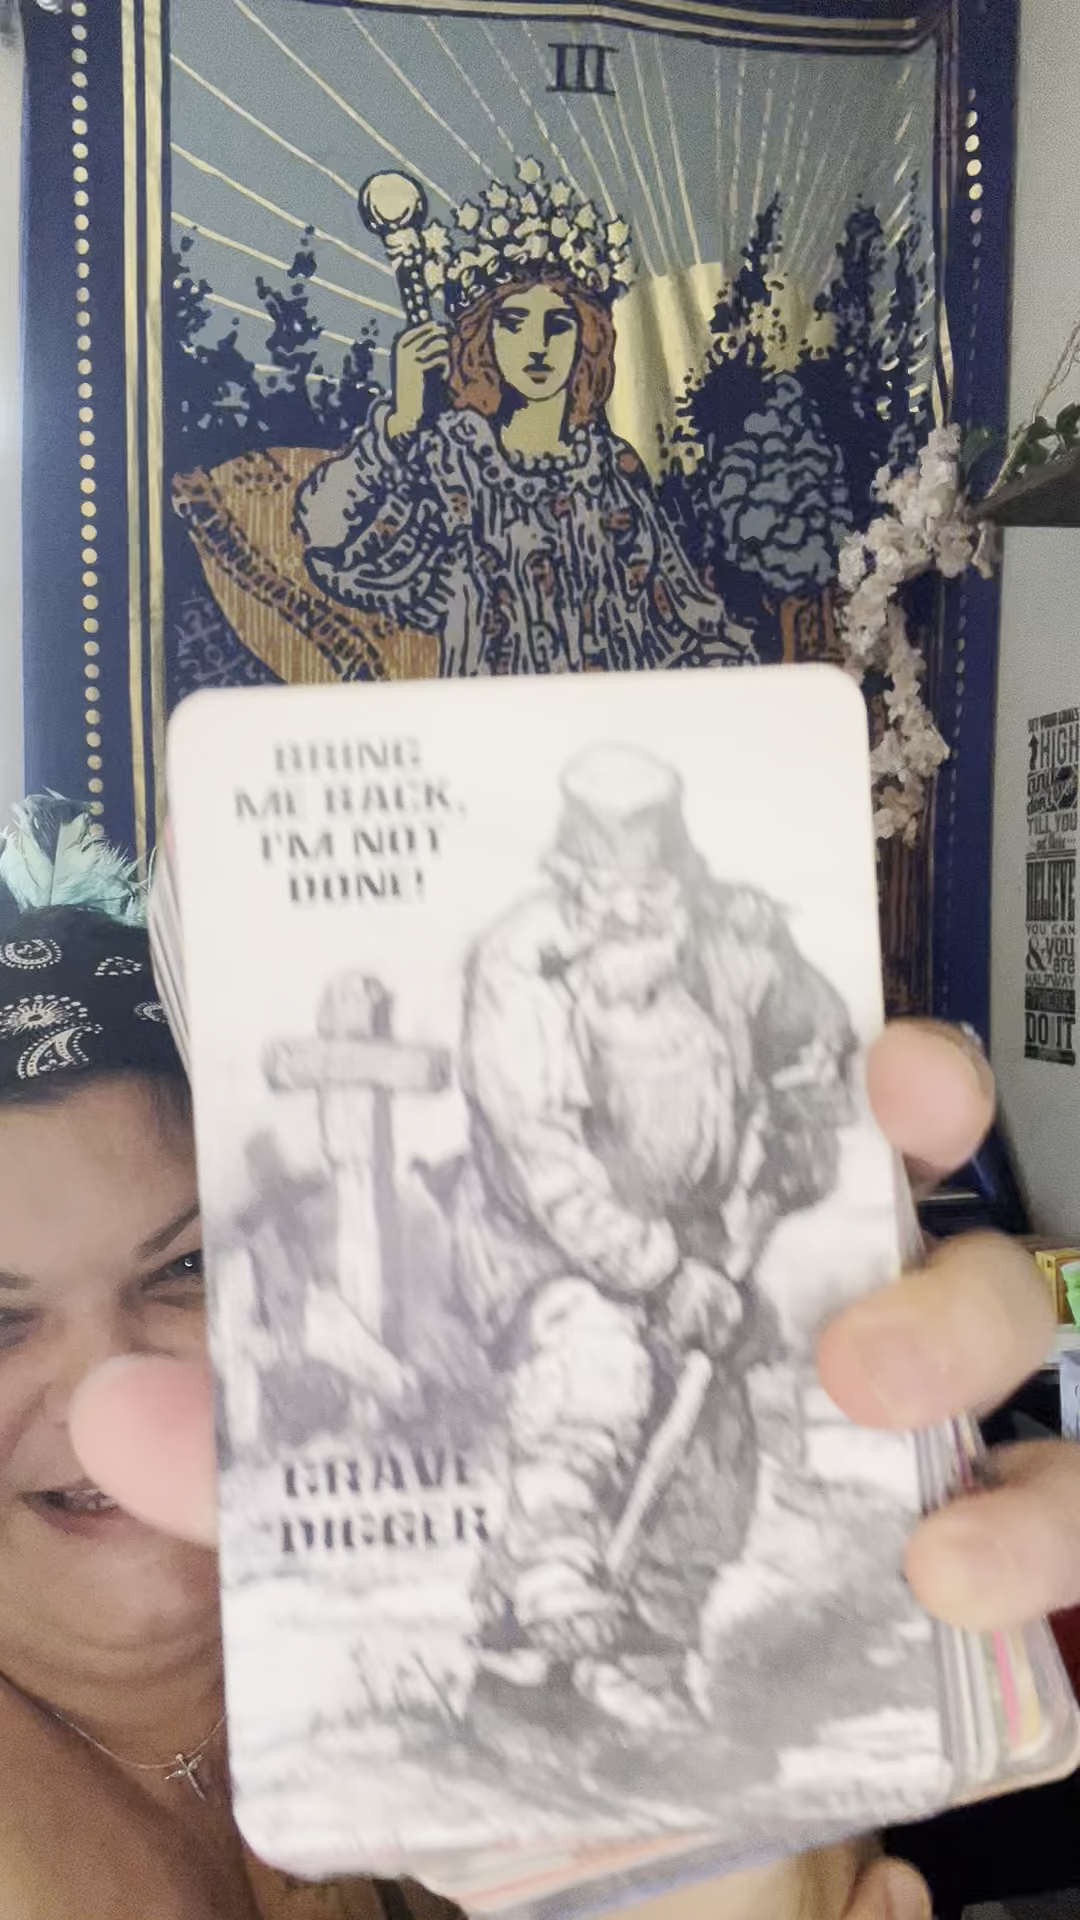 III
BRING
ME BACK,
I'M NOT
DONE!
GRAVE
DIGGER
SET YOUR GOALS
HIGH
and
don't
TILL YOU
get there
BELIEVE
YOU CAN
& you
are
HALFWAY
DO IT